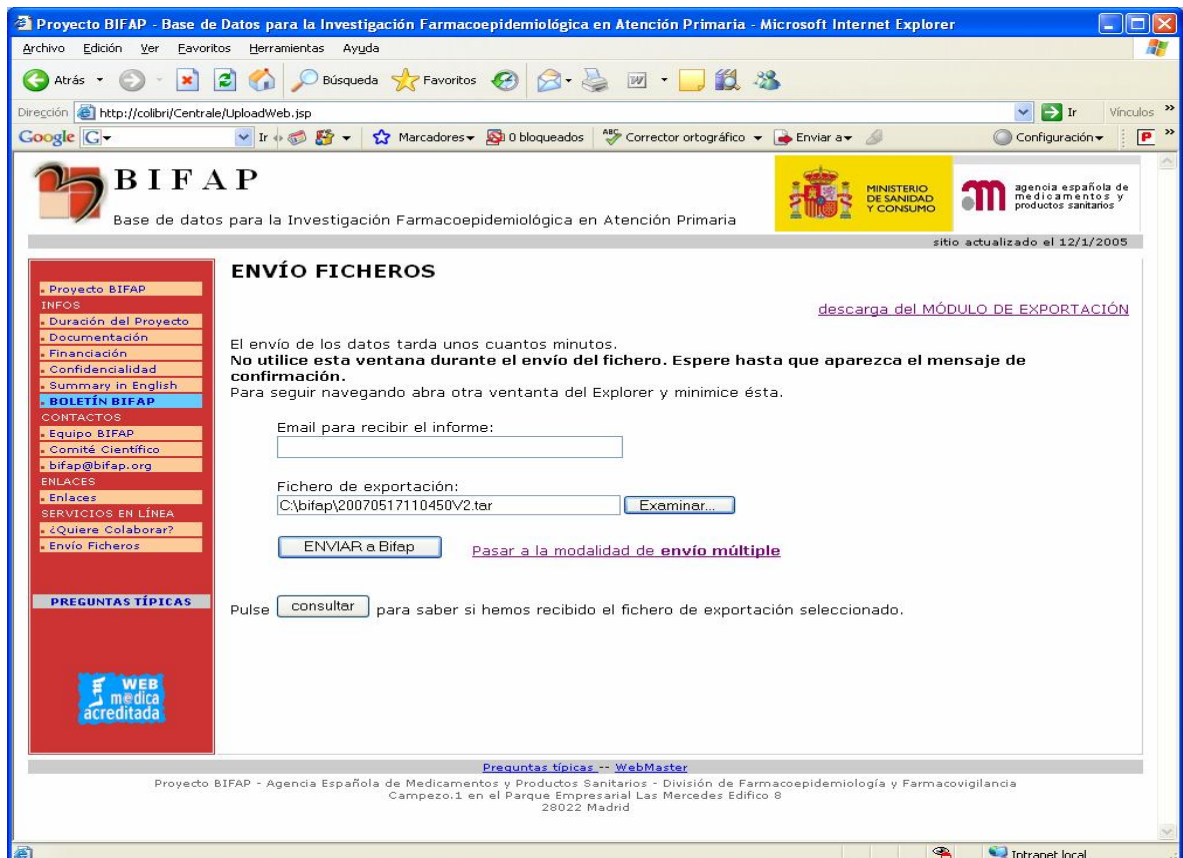 Proyecto BIFAP - Base de Datos para la Investigación Farmacoepidemiológica en Atención Primaria - Microsoft Internet Explorer
Archivo Edición Ver Favoritos Herramientas Ayuda
Atrás Búsqueda Favoritos
Dirección http://colibri/Centrale/UploadWeb.jsp Ir Vínculos
Google G Ir Marcadores 0 bloqueados ABC Corrector ortográfico Enviar a Configuración P
BIFAP
Base de datos para la Investigación Farmacoepidemiológica en Atención Primaria
MINISTERIO
DE SANIDAD
Y CONSUMO
agencia española de
medicamentos y
productos sanitarios
sitio actualizado el 12/1/2005
Proyecto BIFAP
INFOS
Duración del Proyecto
Documentación
Financiación
Confidencialidad
Summary in English
BOLETÍN BIFAP
CONTACTOS
Equipo BIFAP
Comité Científico
bifap@bifap.org
ENLACES
Enlaces
SERVICIOS EN LÍNEA
¿Quiere Colaborar?
Envío Ficheros
PREGUNTAS TÍPICAS
WEB
medica
acreditada
ENVÍO FICHEROS
descarga del MÓDULO DE EXPORTACIÓN
El envío de los datos tarda unos cuantos minutos.
No utilice esta ventana durante el envío del fichero. Espere hasta que aparezca el mensaje de
confirmación.
Para seguir navegando abra otra ventanta del Explorer y minimice ésta.
Email para recibir el informe:
Fichero de exportación:
C:\bifap\20070517110450V2.tar Examinar...
ENVIAR a Bifap Pasar a la modalidad de envío múltiple
Pulse consultar para saber si hemos recibido el fichero de exportación seleccionado.
Preguntas típicas -- WebMaster
Proyecto BIFAP - Agencia Española de Medicamentos y Productos Sanitarios - División de Farmacoepidemiología y Farmacovigilancia
Campezo.1 en el Parque Empresarial Las Mercedes Edifico 8
28022 Madrid
Intranet local